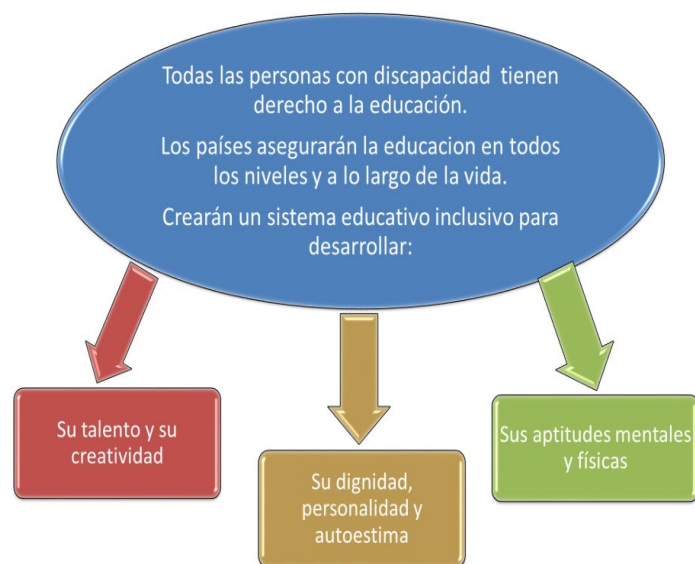 Todas las personas con discapacidad tienen
derecho a la educación.
Los países asegurarán la educacion en todos
los niveles y a lo largo de la vida.
Crearán un sistema educativo inclusivo para
desarrollar:
Su talento y su
creatividad
Su dignidad,
personalidad y
autoestima
Sus aptitudes mentales
y físicas